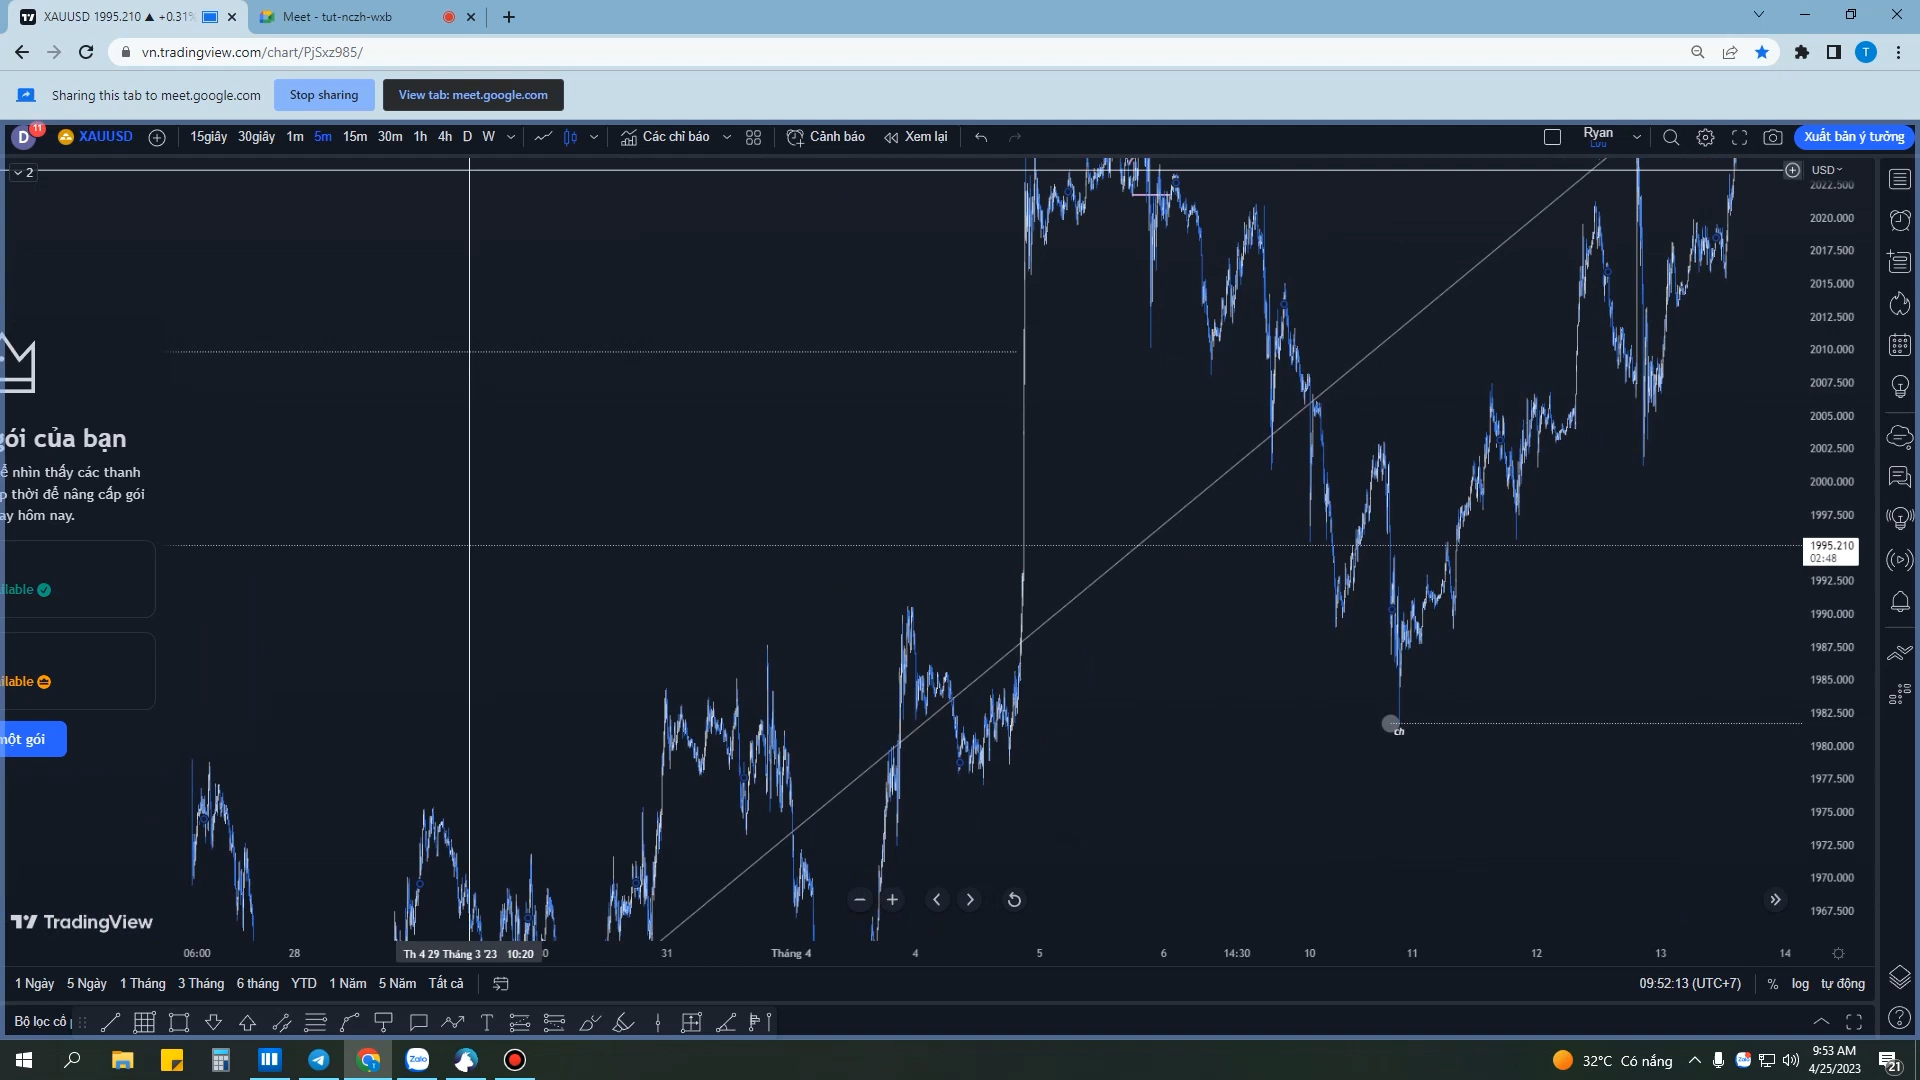 XAUUSD 1995.210 ▲ +0.31%
Meet - tut-nczh-wxb
vn.tradingview.com/chart/PjSxz985/
T
Sharing this tab to meet.google.com
Stop sharing
View tab: meet.google.com
D
11
XAUUSD
15giây
30giây
1m
5m
15m
30m
1h
4h
D
W
Các chỉ báo
Cảnh báo
Xem lại
Ryan
Lưu
Xuất bản ý tưởng
2
USD
2022.500
2020.000
2017.500
2015.000
2012.500
2010.000
2007.500
2005.000
2002.500
2000.000
1997.500
1995.210
02:48
1992.500
1990.000
1987.500
1985.000
1982.500
1980.000
1977.500
1975.000
1972.500
1970.000
1967.500
gói của bạn
ể nhìn thấy các thanh
p thời để nâng cấp gói
ay hôm nay.
ilable
ilable
một gói
ch
TradingView
06:00
28
Th 4 29 Tháng 3 '23 10:20
0
31
Tháng 4
4
5
6
14:30
10
11
12
13
14
1 Ngày
5 Ngày
1 Tháng
3 Tháng
6 tháng
YTD
1 Năm
5 Năm
Tất cả
09:52:13 (UTC+7)
%
log
tự động
Bộ lọc cổ
Zalo
32°C Có nắng
9:53 AM
4/25/2023
21